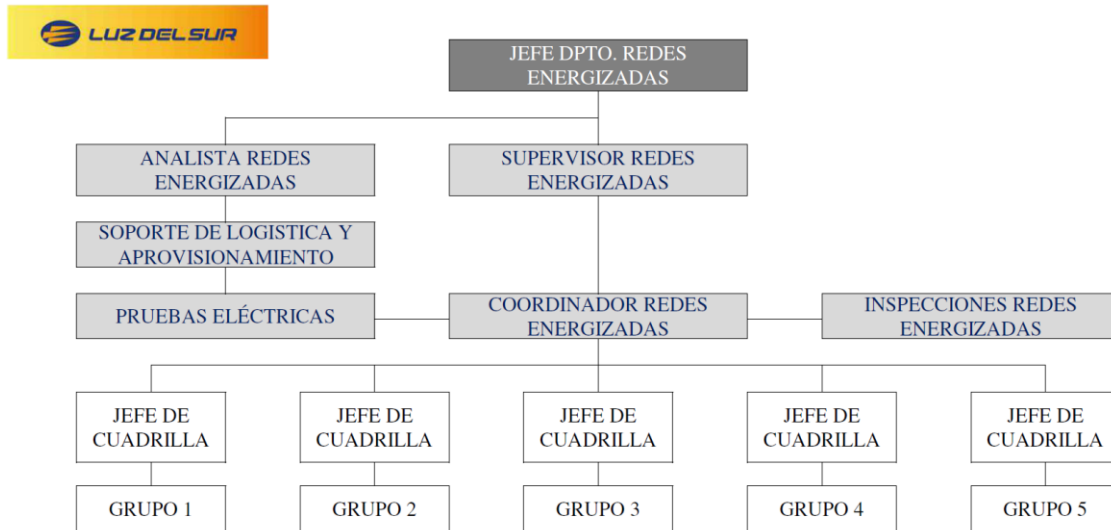 LUZ DEL SUR
JEFE DPTO. REDES
ENERGIZADAS
ANALISTA REDES
ENERGIZADAS
SUPERVISOR REDES
ENERGIZADAS
SOPORTE DE LOGISTICA Y
APROVISIONAMIENTO
PRUEBAS ELÉCTRICAS
COORDINADOR REDES
ENERGIZADAS
INSPECCIONES REDES
ENERGIZADAS
JEFE DE
CUADRILLA
JEFE DE
CUADRILLA
JEFE DE
CUADRILLA
JEFE DE
CUADRILLA
JEFE DE
CUADRILLA
GRUPO 1
GRUPO 2
GRUPO 3
GRUPO 4
GRUPO 5